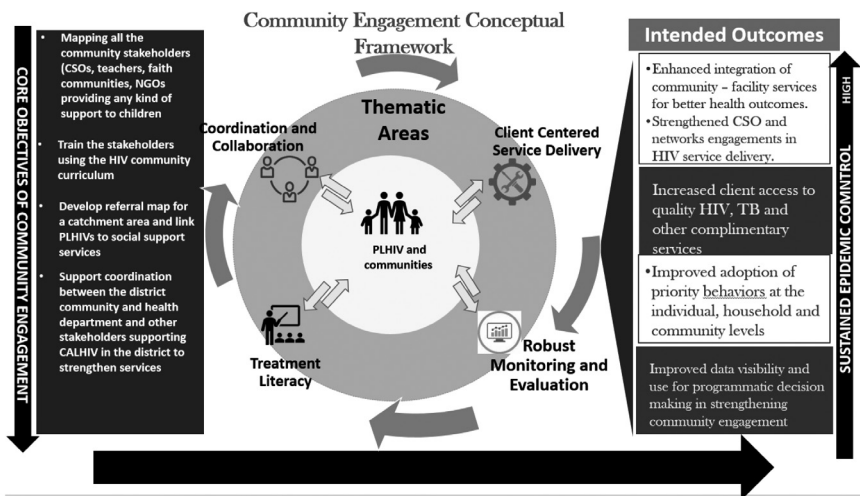 Community Engagement Conceptual
Framework
CORE OBJECTIVES OF COMMUNITY ENGAGEMENT
• Mapping all the
community stakeholders
(CSOs, teachers, faith
communities, NGOs
providing any kind of
support to children
• Train the stakeholders
using the HIV community
curriculum
• Develop referral map for
a catchment area and link
PLHIVs to social support
services
• Support coordination
between the district
community and health
department and other
stakeholders supporting
CALHIV in the district to
strengthen services
Thematic
Areas
Coordination and
Collaboration
Client Centered
Service Delivery
PLHIV and
communities
Treatment
Literacy
Robust
Monitoring and
Evaluation
Intended Outcomes
•Enhanced integration of
community – facility services
for better health outcomes.
•Strengthened CSO and
networks engagements in
HIV service delivery.
Increased client access to
quality HIV, TB and
other complimentary
services
•Improved adoption of
priority behaviors at the
individual, household and
community levels
Improved data visibility and
use for programmatic decision
making in strengthening
community engagement
HIGH
SUSTAINED EPIDEMIC COMNTROL